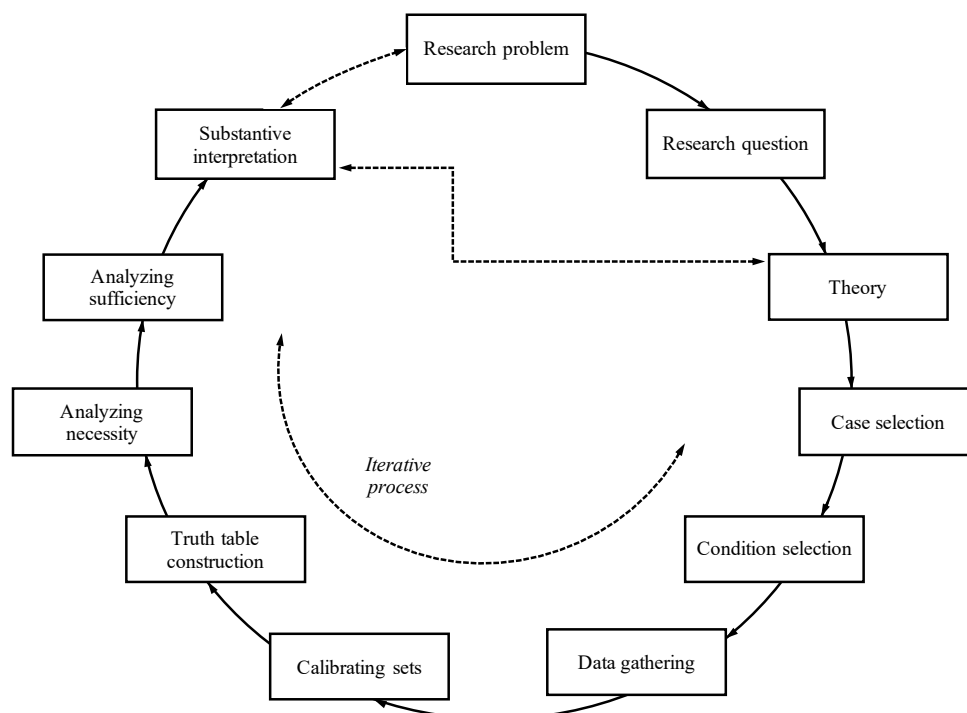 Research problem
Research question
Theory
Case selection
Condition selection
Data gathering
Calibrating sets
Truth table
construction
Analyzing
necessity
Analyzing
sufficiency
Substantive
interpretation
Iterative
process